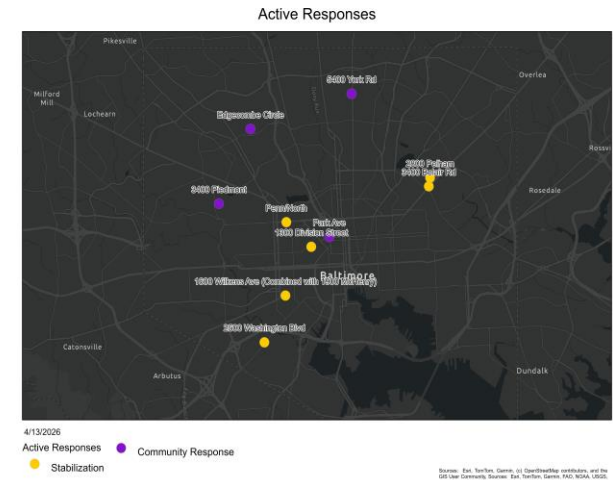 Active Responses
Pikesville
5400 York Rd
Overlea
Milford
Mill
Lochearn
Edgecombe Circle
Rossvi
2900 Pelham
3400 Belair Rd
3400 Piedmont
Rosedale
Penn/North
Park Ave
1300 Division Street
Baltimore
1600 Wilkens Ave (Combined with
2500 Washington Blvd
Catonsville
Arbutus
Dundalk
4/13/2026
Active Responses
Community Response
Stabilization
Sources: Esri, TomTom, Garmin, (c) OpenStreetMap contributors, and the
GIS User Community, Sources: Esri, TomTom, Garmin, FAO, NOAA, USGS,